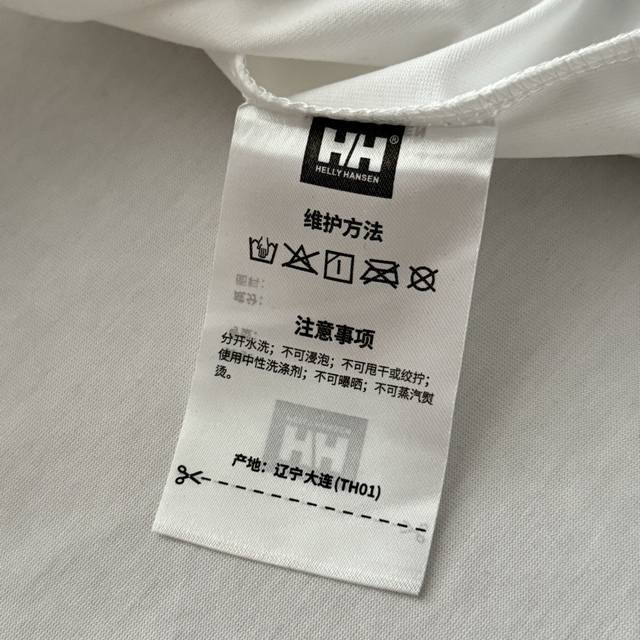 HH®
HELLY HANSEN
维护方法
注意事项
分开水洗；不可浸泡；不可甩干或绞拧；
使用中性洗涤剂；不可曝晒；不可蒸汽熨
烫。
产地：辽宁大连(TH01)